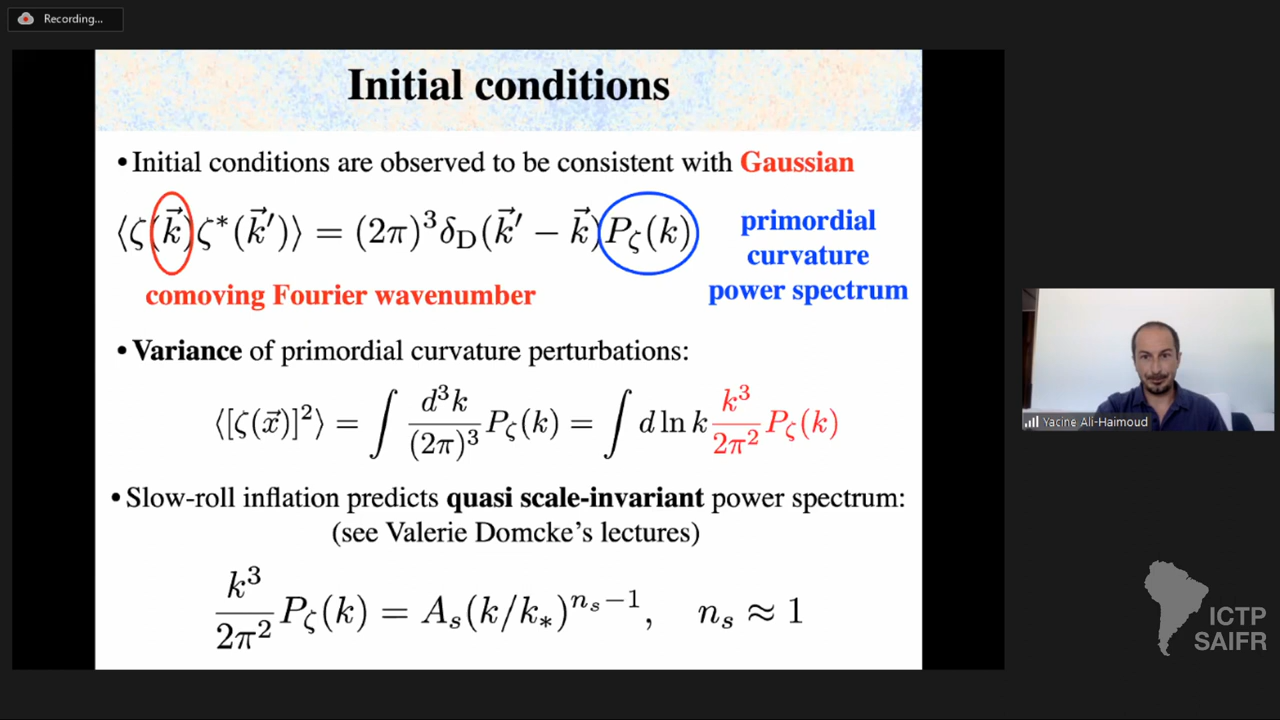 Recording...
Initial conditions
• Initial conditions are observed to be consistent with Gaussian
⟨ζ(k⃗)ζ*(k⃗′)⟩ = (2π)³δ_D(k⃗′ − k⃗)P_ζ(k)
primordial
curvature
power spectrum
comoving Fourier wavenumber
• Variance of primordial curvature perturbations:
⟨[ζ(x⃗)]²⟩ = ∫ d³k/(2π)³ P_ζ(k) = ∫ d ln k k³/2π² P_ζ(k)
• Slow-roll inflation predicts quasi scale-invariant power spectrum:
(see Valerie Domcke’s lectures)
k³/2π² P_ζ(k) = A_s(k/k_*)^{n_s−1}, n_s ≈ 1
Yacine Ali-Haimoud
ICTP
SAIFR